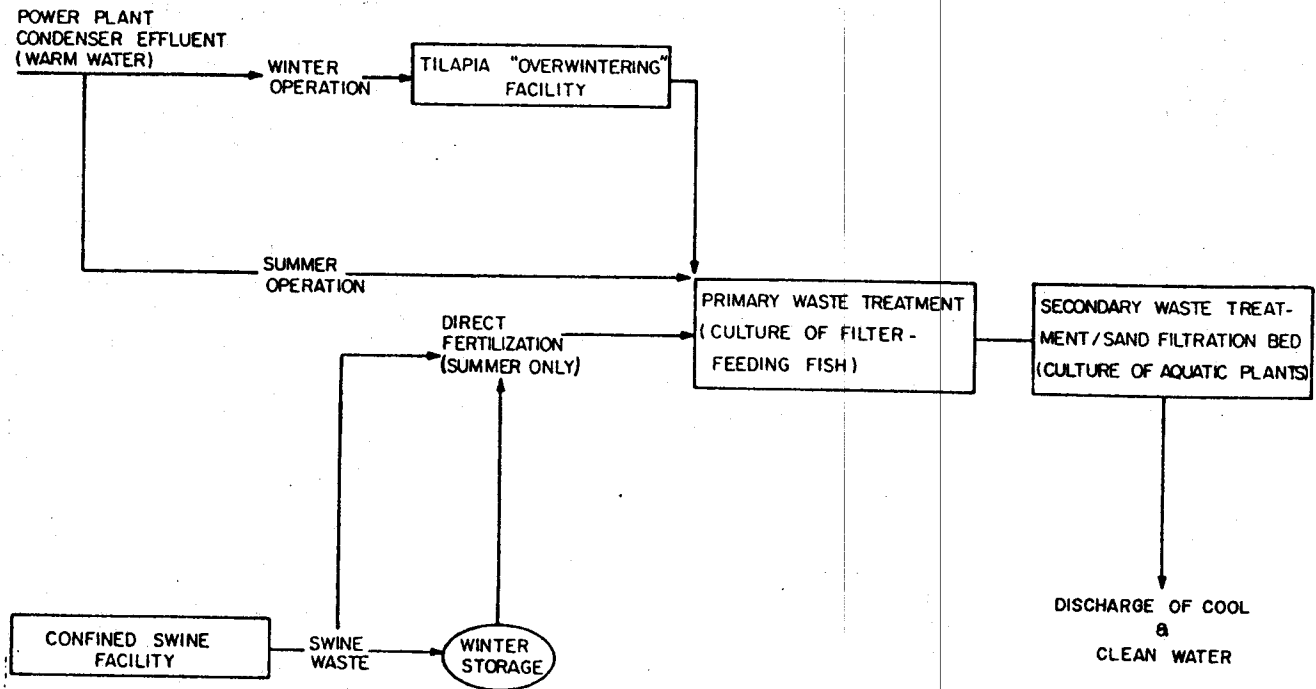 POWER PLANT
CONDENSER EFFLUENT
(WARM WATER)
WINTER
OPERATION
TILAPIA "OVERWINTERING"
FACILITY
SUMMER
OPERATION
DIRECT
FERTILIZATION
(SUMMER ONLY)
PRIMARY WASTE TREATMENT
(CULTURE OF FILTER-
FEEDING FISH)
SECONDARY WASTE TREAT-
MENT/SAND FILTRATION BED
(CULTURE OF AQUATIC PLANTS)
CONFINED SWINE
FACILITY
SWINE
WASTE
WINTER
STORAGE
DISCHARGE OF COOL
&
CLEAN WATER